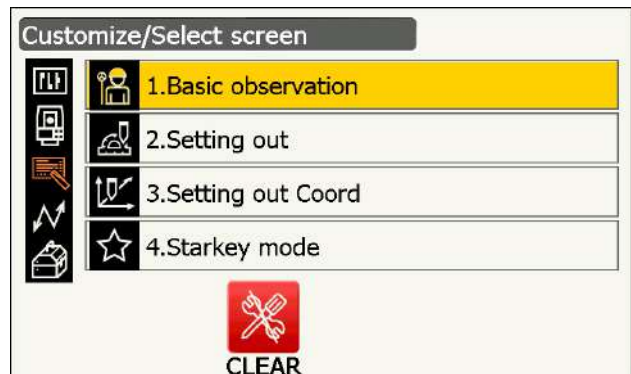 Customize/Select screen
1.Basic observation
2.Setting out
3.Setting out Coord
4.Starkey mode
CLEAR